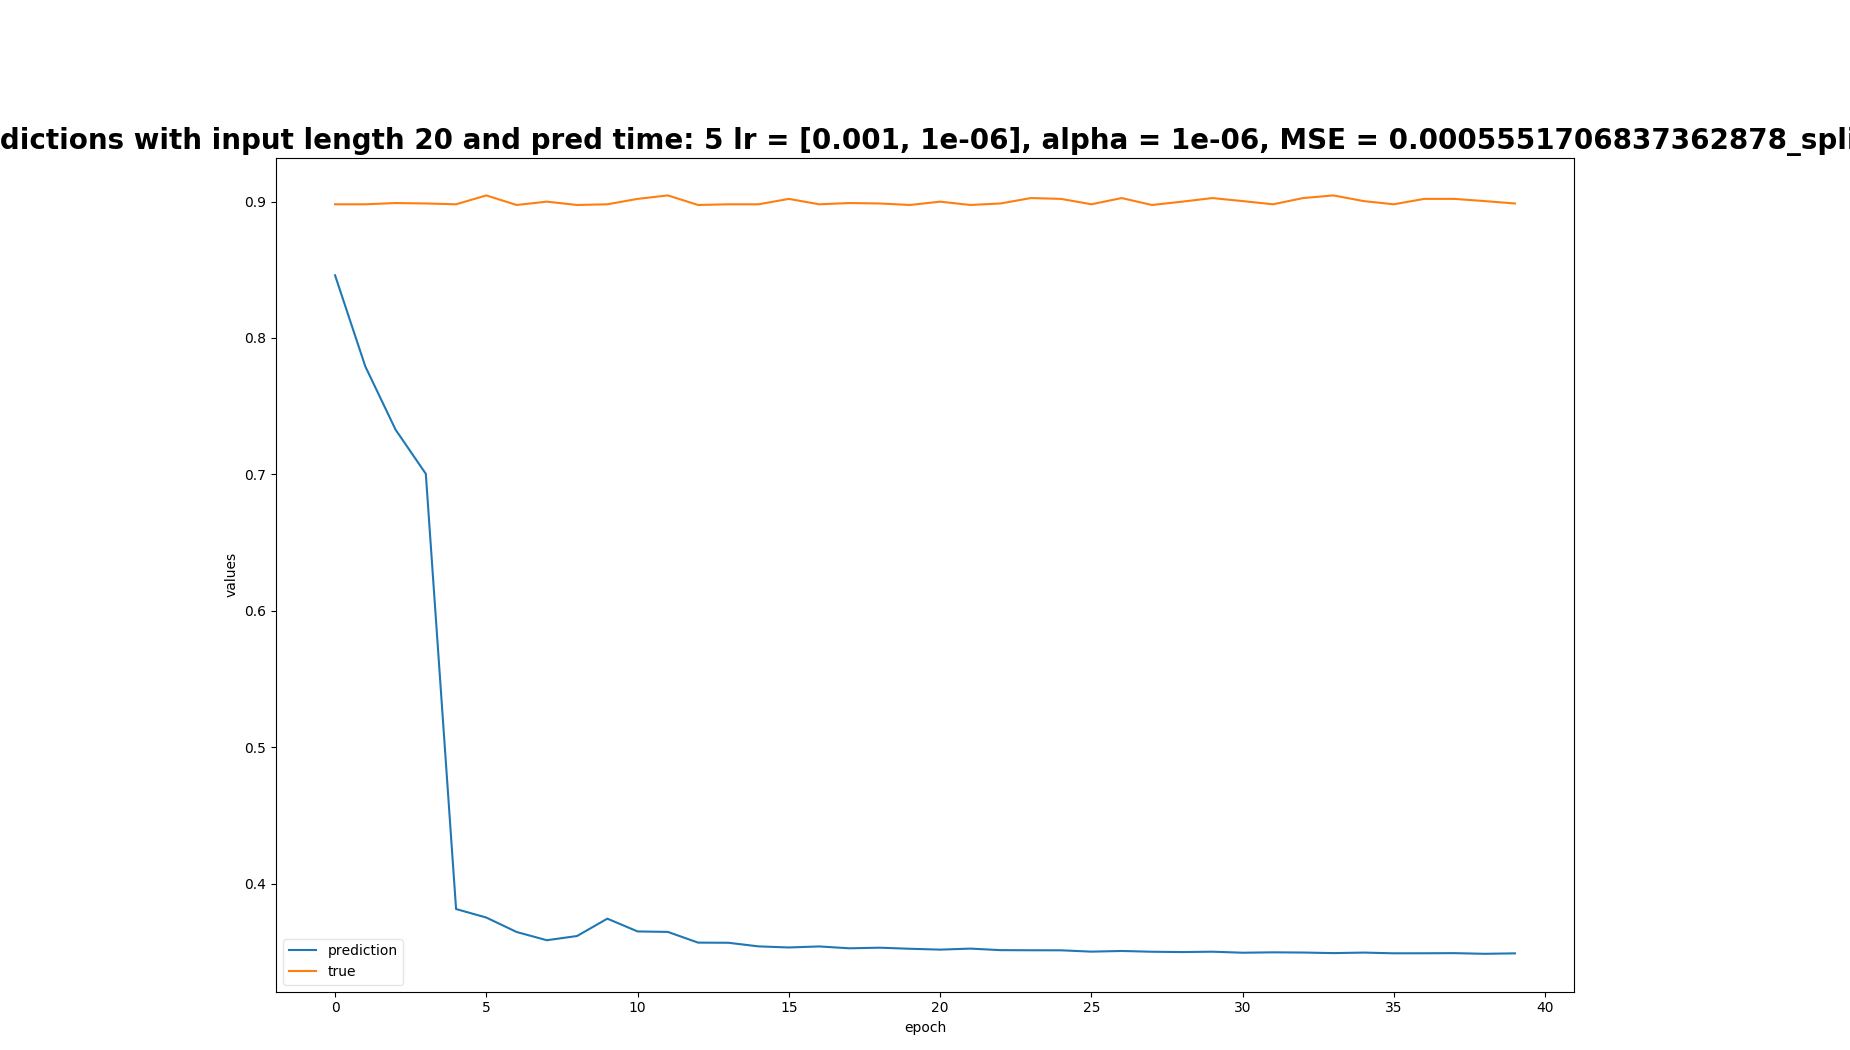 dictions with input length 20 and pred time: 5 lr = [0.001, 1e-06], alpha = 1e-06, MSE = 0.0005551706837362878_spli
0.9
0.8
0.7
0.6
0.5
0.4
values
prediction
true
0 5 10 15 20 25 30 35 40
epoch